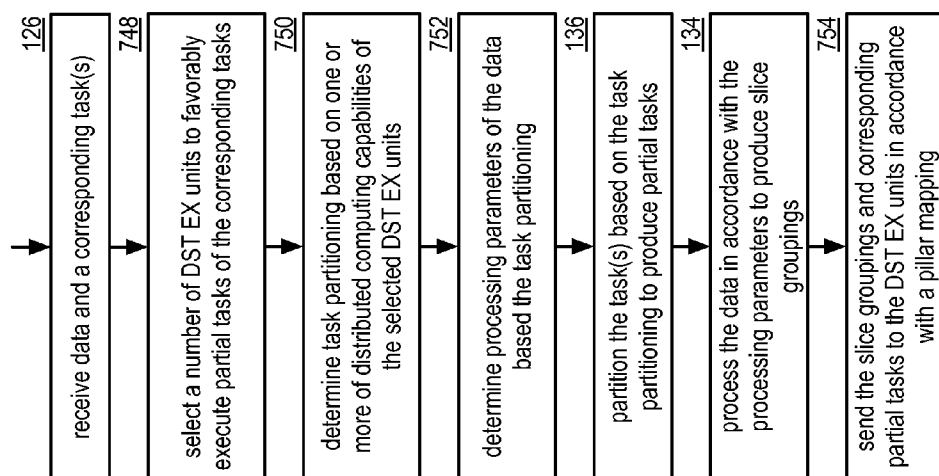 126
receive data and a corresponding task(s)
748
select a number of DST EX units to favorably
execute partial tasks of the corresponding tasks
750
determine task partitioning based on one or
more of distributed computing capabilities of
the selected DST EX units
752
determine processing parameters of the data
based the task partitioning
136
partition the task(s) based on the task
partitioning to produce partial tasks
134
process the data in accordance with the
processing parameters to produce slice
groupings
754
send the slice groupings and corresponding
partial tasks to the DST EX units in accordance
with a pillar mapping